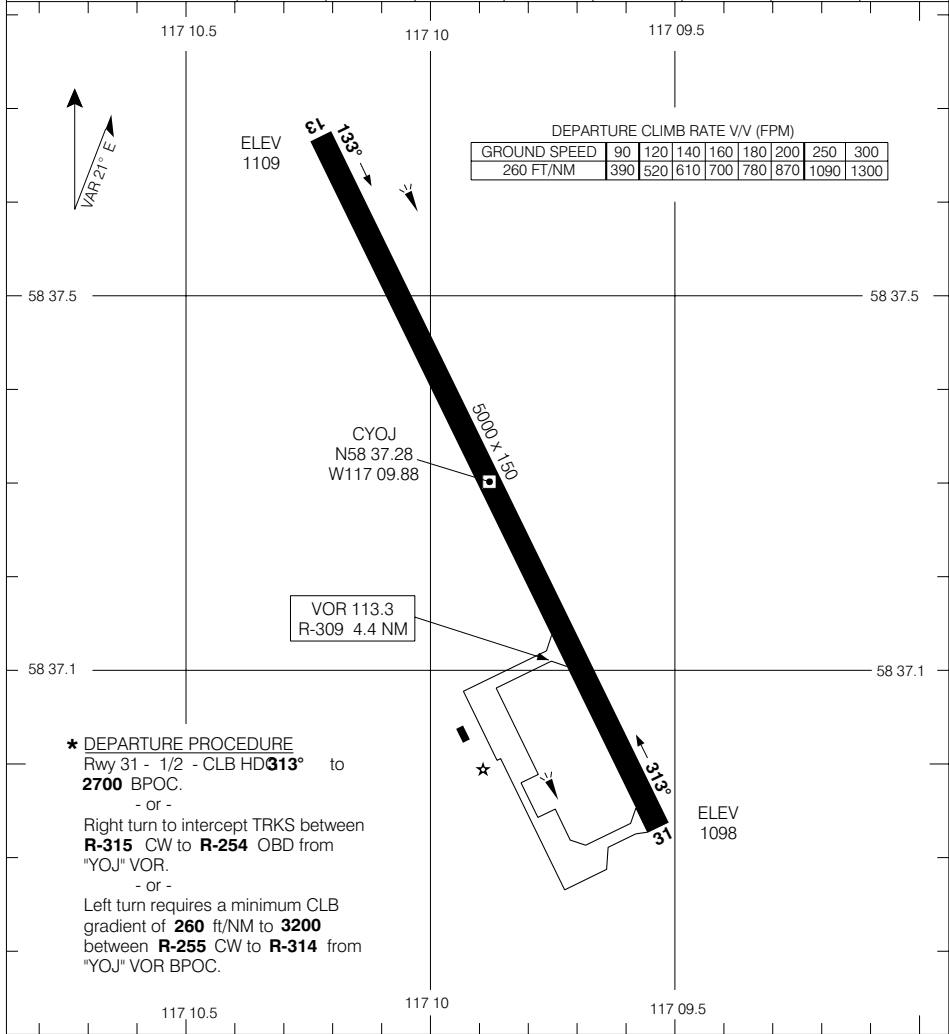 117 10.5 117 10 117 09.5
VAR 21° E
13
133°
ELEV
1109
DEPARTURE CLIMB RATE V/V (FPM)
GROUND SPEED 90 120 140 160 180 200 250 300
260 FT/NM 390 520 610 700 780 870 1090 1300
58 37.5 58 37.5
5000 x 150
CYOJ
N58 37.28
W117 09.88
VOR 113.3
R-309 4.4 NM
58 37.1 58 37.1
* DEPARTURE PROCEDURE
Rwy 31 - 1/2 - CLB HDG 313° to
2700 BPOC.
- or -
Right turn to intercept TRKS between
R-315 CW to R-254 OBD from
"YOJ" VOR.
- or -
Left turn requires a minimum CLB
gradient of 260 ft/NM to 3200
between R-255 CW to R-314 from
"YOJ" VOR BPOC.
313°
31
ELEV
1098
117 10.5 117 10 117 09.5